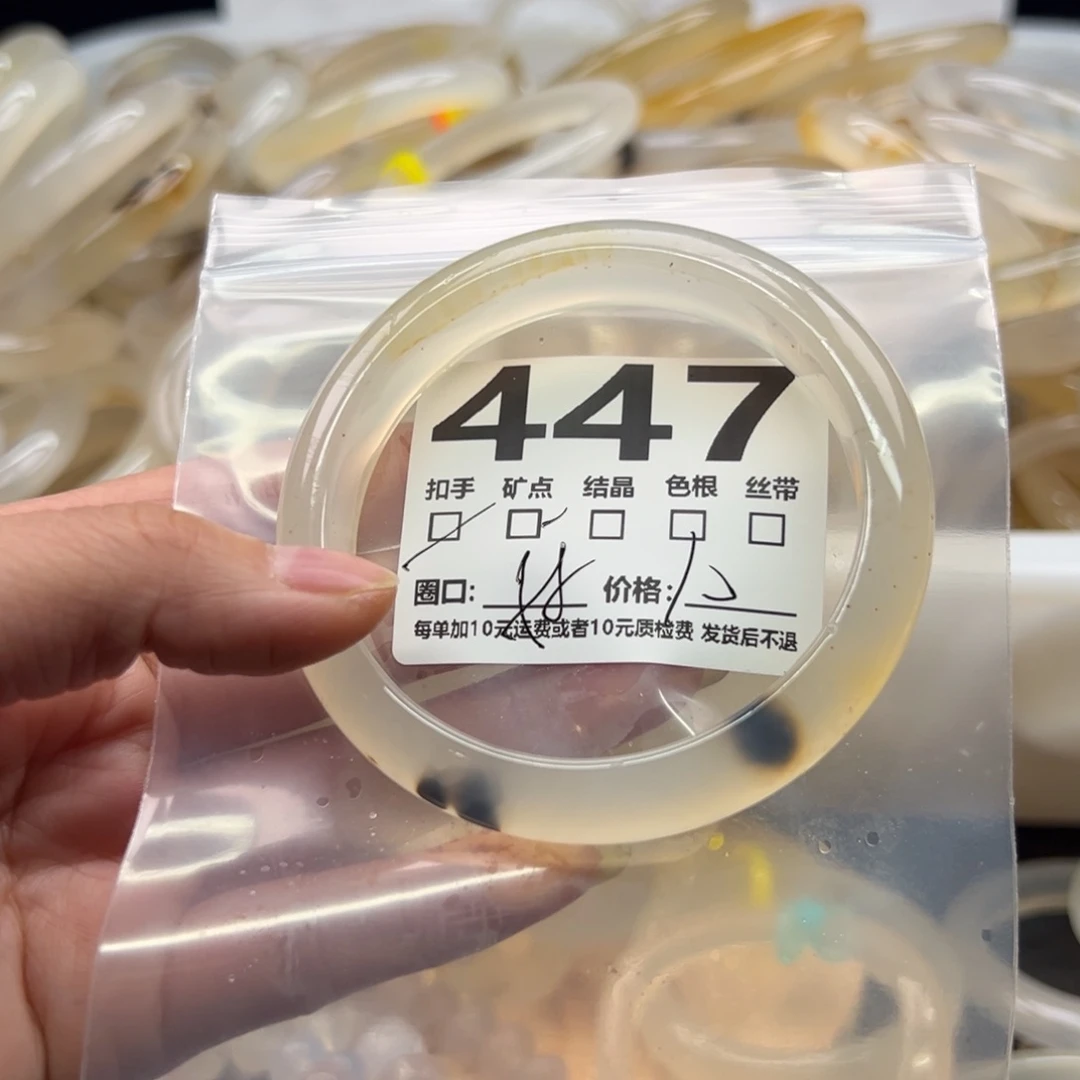 447
扣手 矿点 结晶 色根 丝带
圈口: 价格:
每单加10元运费或者10元质检费 发货后不退